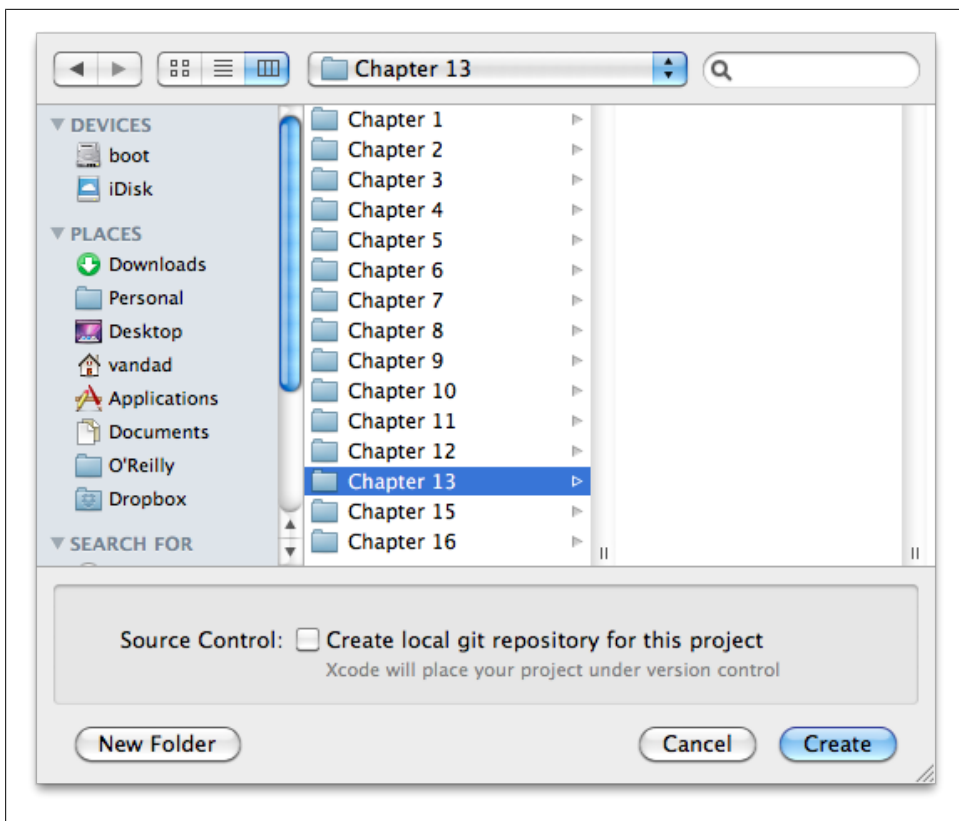 Chapter 13
DEVICES
boot
iDisk
PLACES
Downloads
Personal
Desktop
vandad
Applications
Documents
O'Reilly
Dropbox
SEARCH FOR
Chapter 1
Chapter 2
Chapter 3
Chapter 4
Chapter 5
Chapter 6
Chapter 7
Chapter 8
Chapter 9
Chapter 10
Chapter 11
Chapter 12
Chapter 13
Chapter 15
Chapter 16
Source Control: Create local git repository for this project
Xcode will place your project under version control
New Folder
Cancel
Create